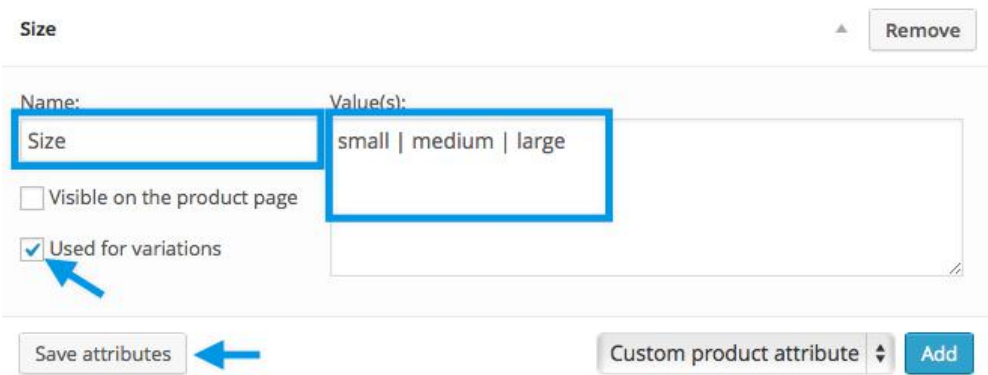 Size
Remove
Name:
Value(s):
Size
small | medium | large
Visible on the product page
Used for variations
Save attributes
Custom product attribute
Add